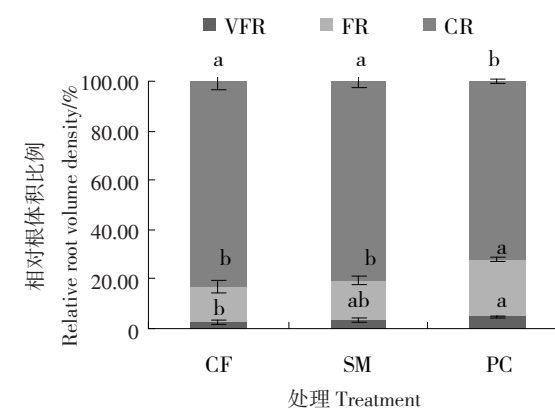 VFR FR CR
a a b
100.00
80.00
60.00
40.00
20.00
0
b b a
b ab a
CF SM PC
处理 Treatment
相对根体积比例
Relative root volume density/%